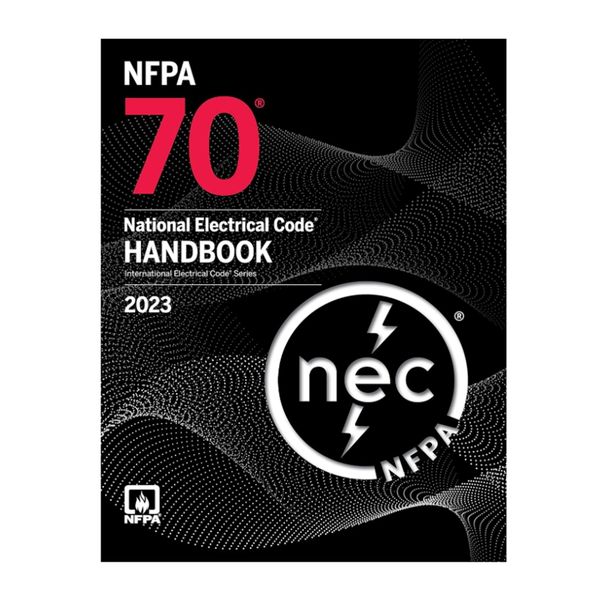 NFPA
70®
National Electrical Code®
HANDBOOK
International Electrical Code® Series
2023
nec®
NFPA
NFPA